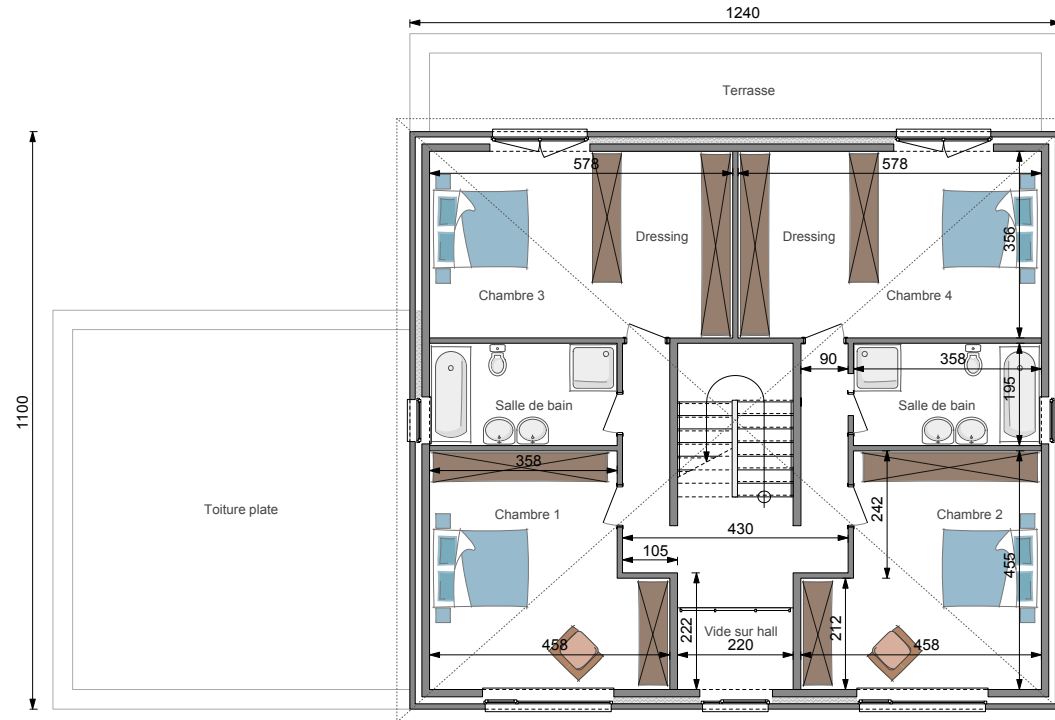 1240
Terrasse
1100
578
578
Dressing
Dressing
356
Chambre 3
Chambre 4
90
358
195
Salle de bain
Salle de bain
358
Toiture plate
Chambre 1
Chambre 2
242
430
455
105
222
Vide sur hall
212
458
220
458